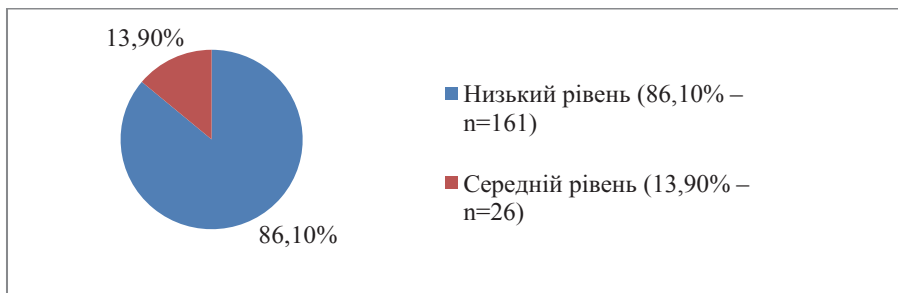 13,90%
86,10%
Низький рівень (86,10% –
n=161)
Середній рівень (13,90% –
n=26)